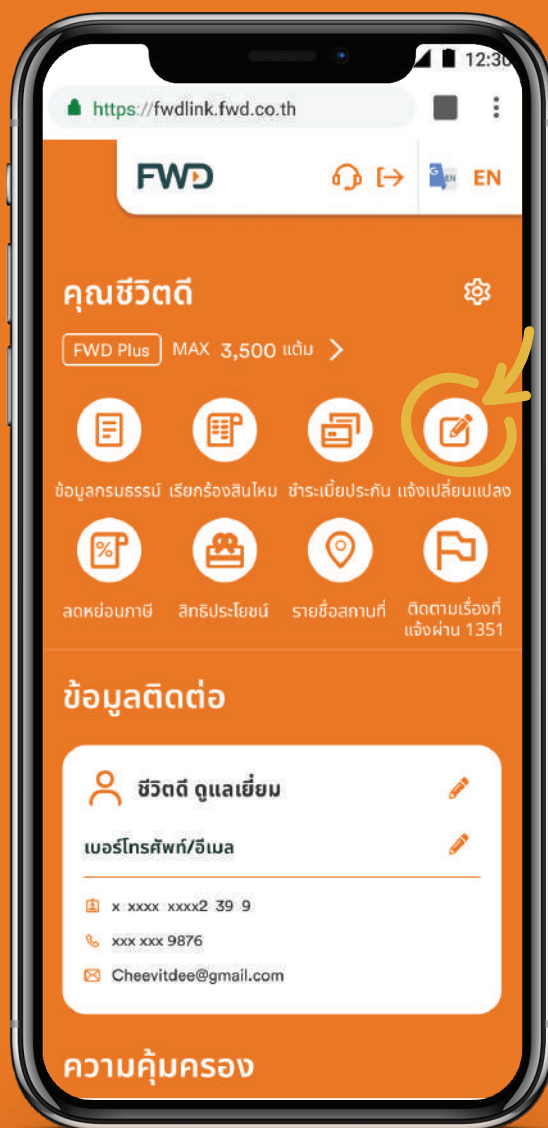 12:30
https://fwdlink.fwd.co.th
FWD
EN
คุณชีวิตดี
FWD Plus MAX 3,500 แต้ม
ข้อมูลกรมธรรม์ เรียกร้องสินไหม ชำระเบี้ยประกัน แจ้งเปลี่ยนแปลง
ลดหย่อนภาษี สิทธิประโยชน์ รายชื่อสถานที่ ติดตามเรื่องที่
แจ้งผ่าน 1351
ข้อมูลติดต่อ
ชีวิตดี ดูแลเยี่ยม
เบอร์โทรศัพท์/อีเมล
x xxxx xxxx2 39 9
xxx xxx 9876
Cheevitdee@gmail.com
ความคุ้มครอง